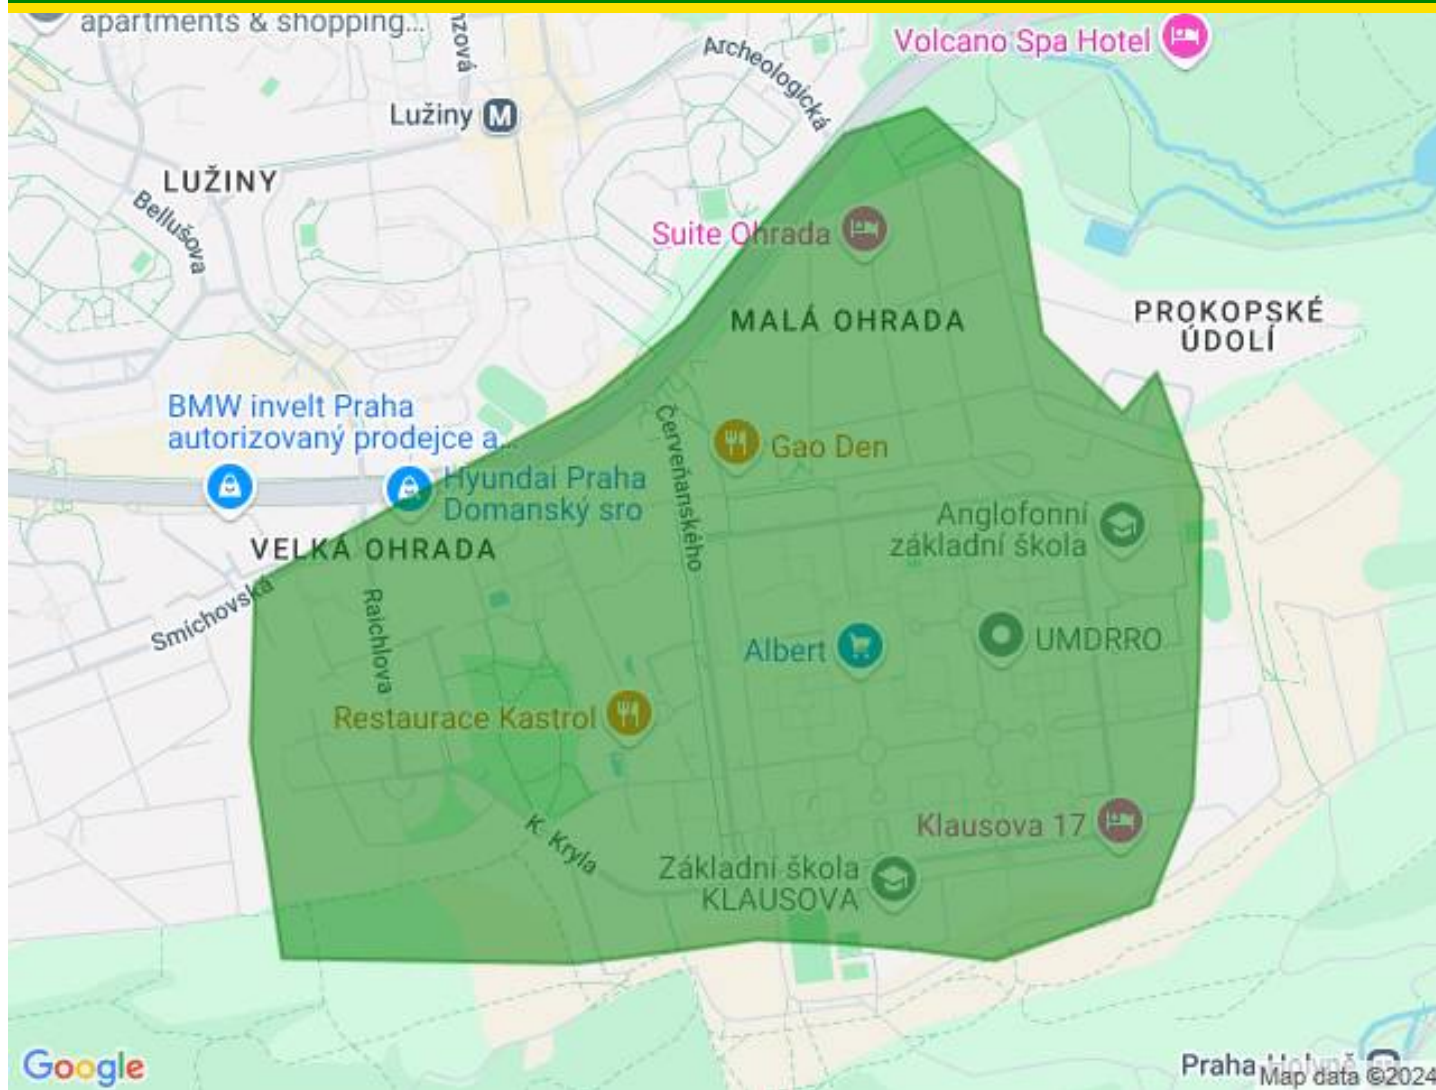 apartments & shopping...
nzová
Archeologická
Volcano Spa Hotel
Lužiny M
LUŽINY
Bellušova
Suite Ohrada
MALÁ OHRADA
PROKOPSKÉ
ÚDOLÍ
BMW invelt Praha
autorizovaný prodejce a...
Červeňanského
Gao Den
Hyundai Praha
Domanský sro
Anglofonní
základní škola
VELKÁ OHRADA
Smíchovská
Raichlova
Albert
UMDRRO
Restaurace Kastrol
K. Kryla
Klausova 17
Základní škola
KLAUSOVA
Google
Praha
Map data ©2024